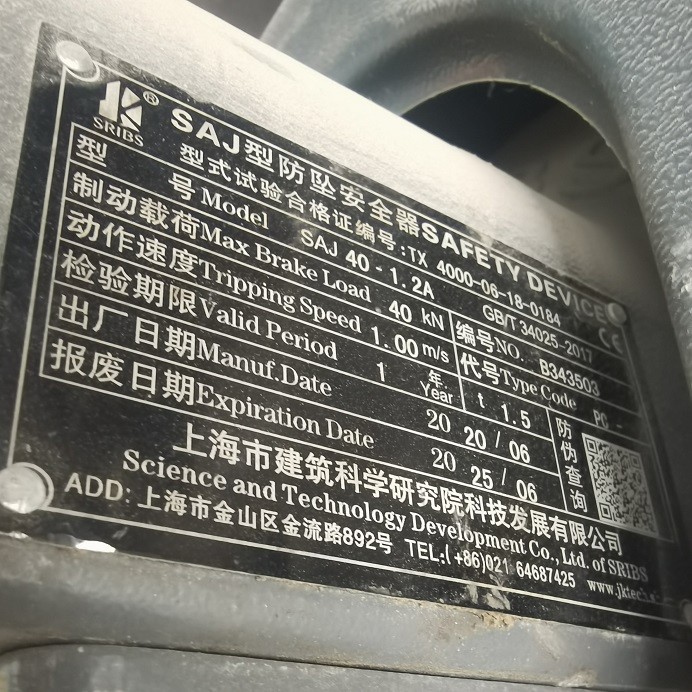 SRIBS ® SAJ型防坠安全器SAFETY DEVICE
型式试验合格证编号:TX 4000-06-18-0184 GB/T 34025-2017 CE
型 号Model SAJ 40-1.2A 编号NO. B343503
制动载荷Max Brake Load 40 kN 代号Type Code PC -
动作速度Tripping Speed 1.00 m/s t 1.5
检验期限Valid Period 1 年 Year
出厂日期Manuf.Date 20 20 / 06
报废日期Expiration Date 20 25 / 06
防伪查询
上海市建筑科学研究院科技发展有限公司
Science and Technology Development Co., Ltd. of SRIBS
ADD: 上海市金山区金流路892号 TEL:(+86)021 64687425 www.jktech.